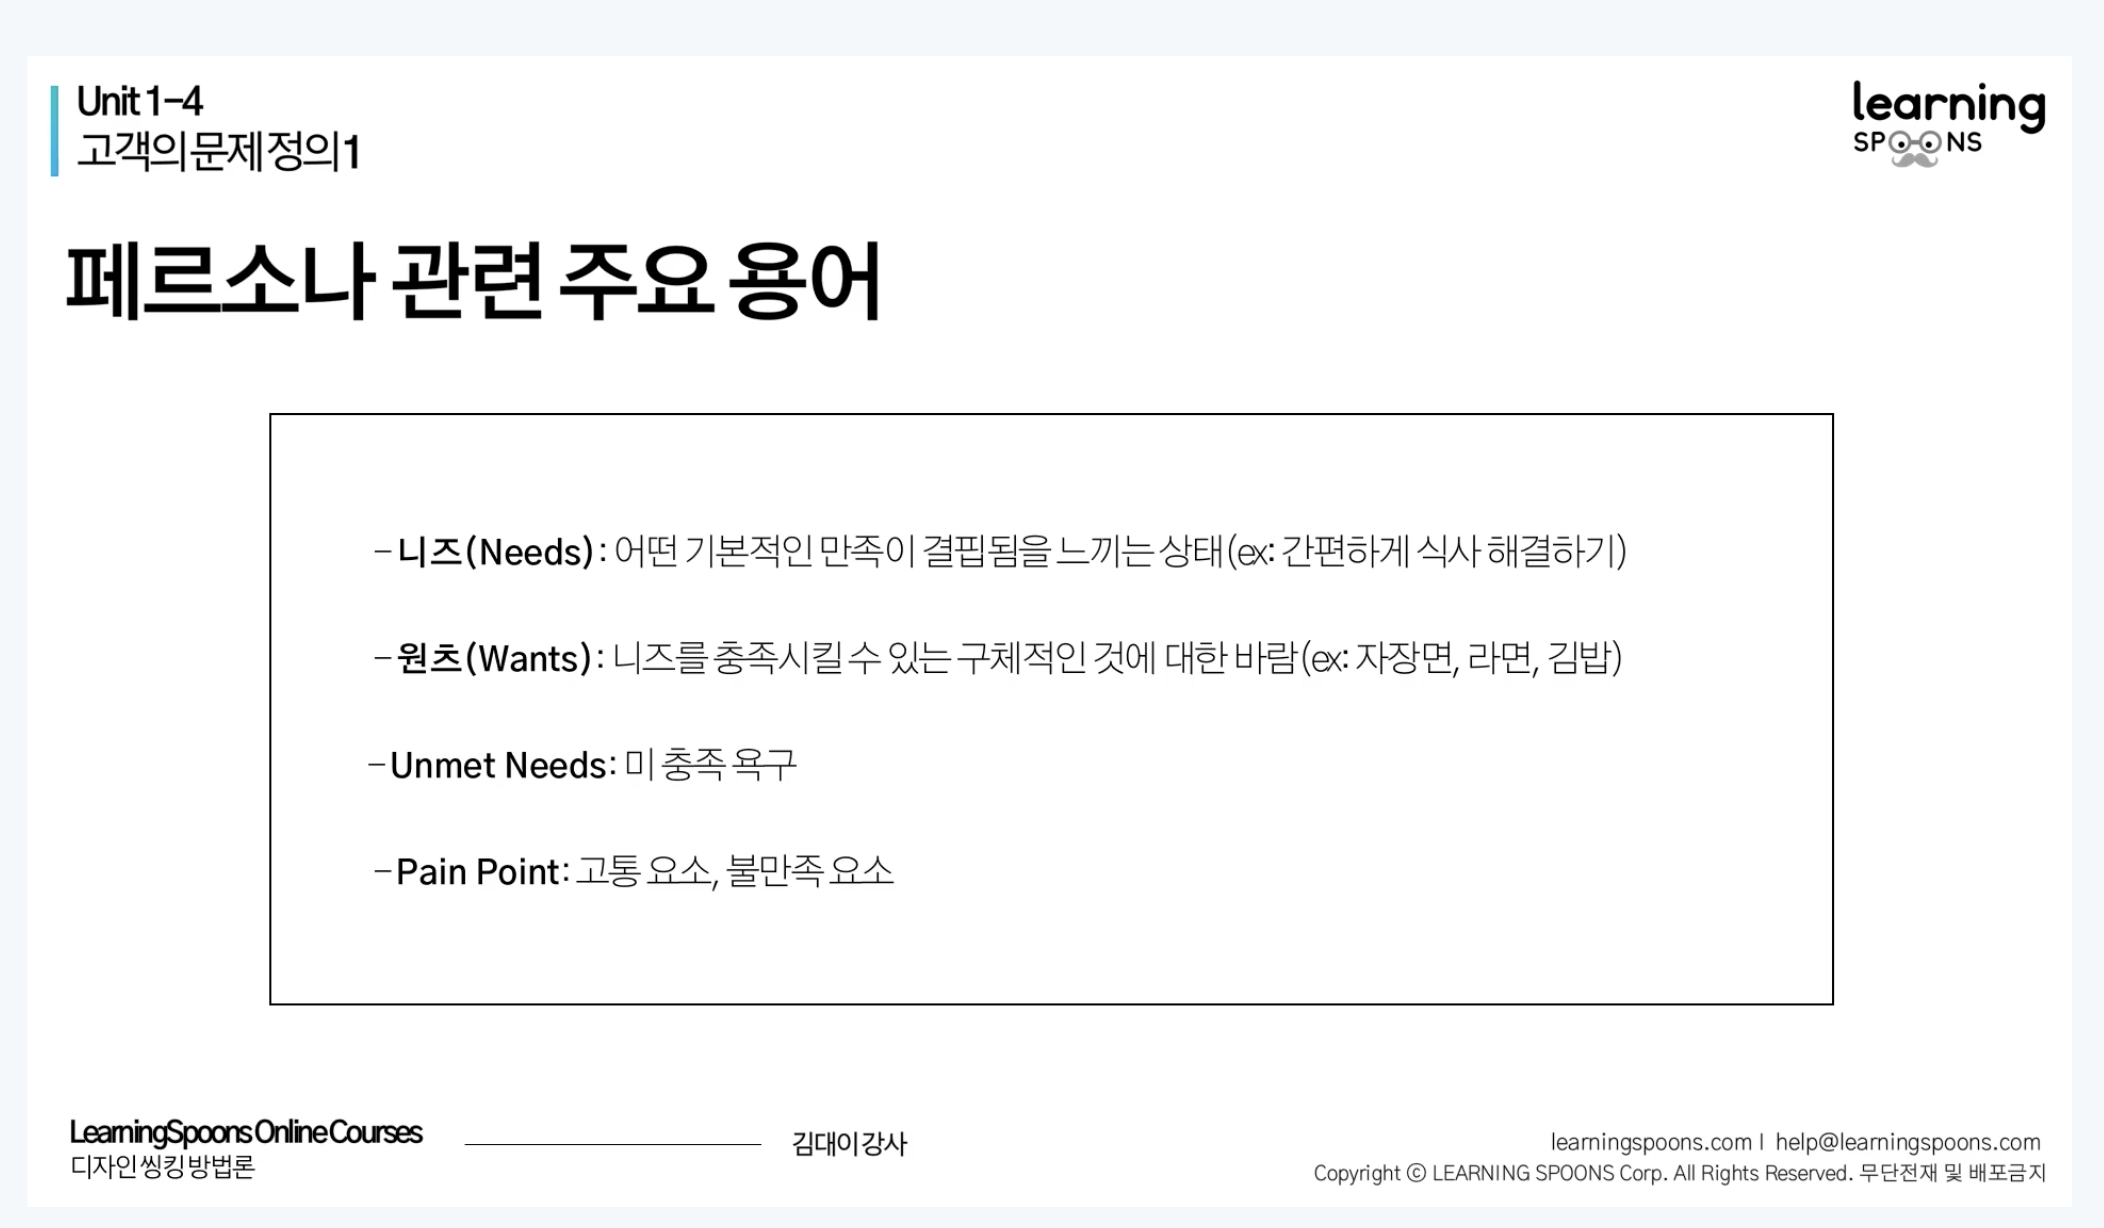 Unit 1-4
고객의 문제 정의1
learning
SPOONS
페르소나 관련 주요 용어
– 니즈(Needs) : 어떤 기본적인 만족이 결핍됨을 느끼는 상태(ex: 간편하게 식사 해결하기)
– 원츠(Wants) : 니즈를 충족시킬 수 있는 구체적인 것에 대한 바람(ex: 자장면, 라면, 김밥)
– Unmet Needs: 미 충족 욕구
– Pain Point: 고통 요소, 불만족 요소
LearningSpoons Online Courses
디자인 씽킹 방법론
김대이 강사
learningspoons.com l help@learningspoons.com
Copyright ⓒ LEARNING SPOONS Corp. All Rights Reserved. 무단전재 및 배포금지